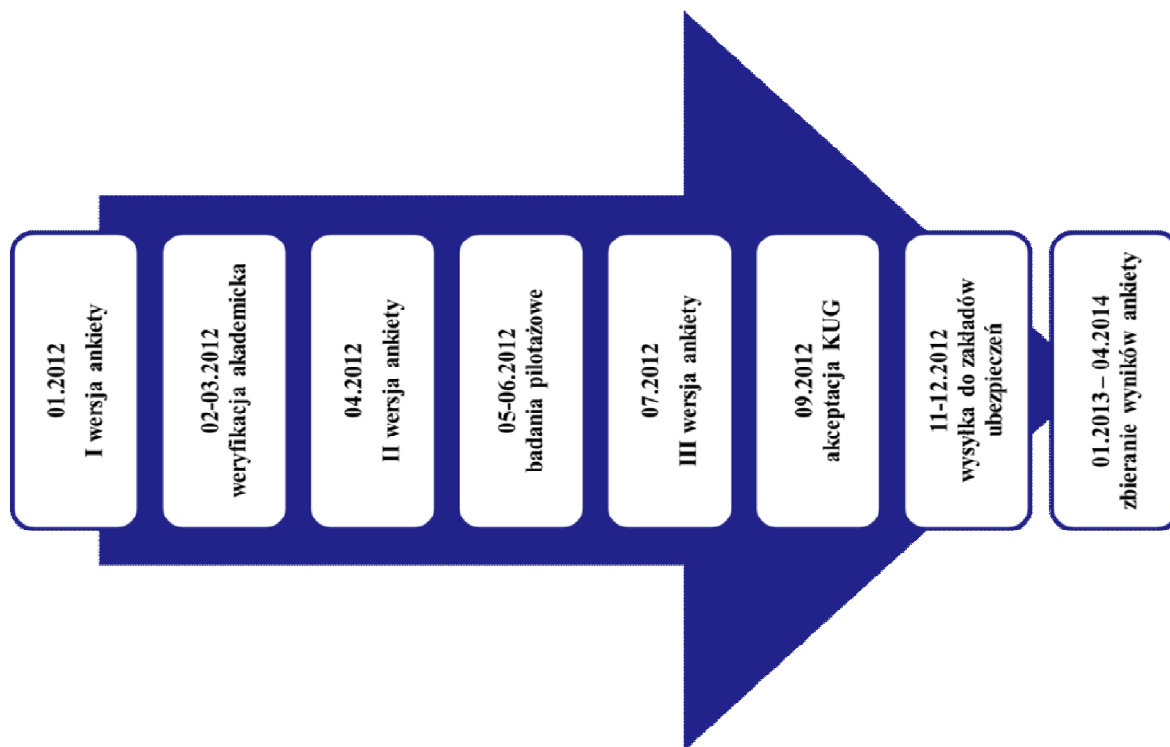 01.2012
I wersja ankiety
02-03.2012
weryfikacja akademicka
04.2012
II wersja ankiety
05-06.2012
badania pilotażowe
07.2012
III wersja ankiety
09.2012
akceptacja KUG
11-12.2012
wysyłka do zakładów
ubezpieczeń
01.2013 – 04.2014
zbieranie wyników ankiety